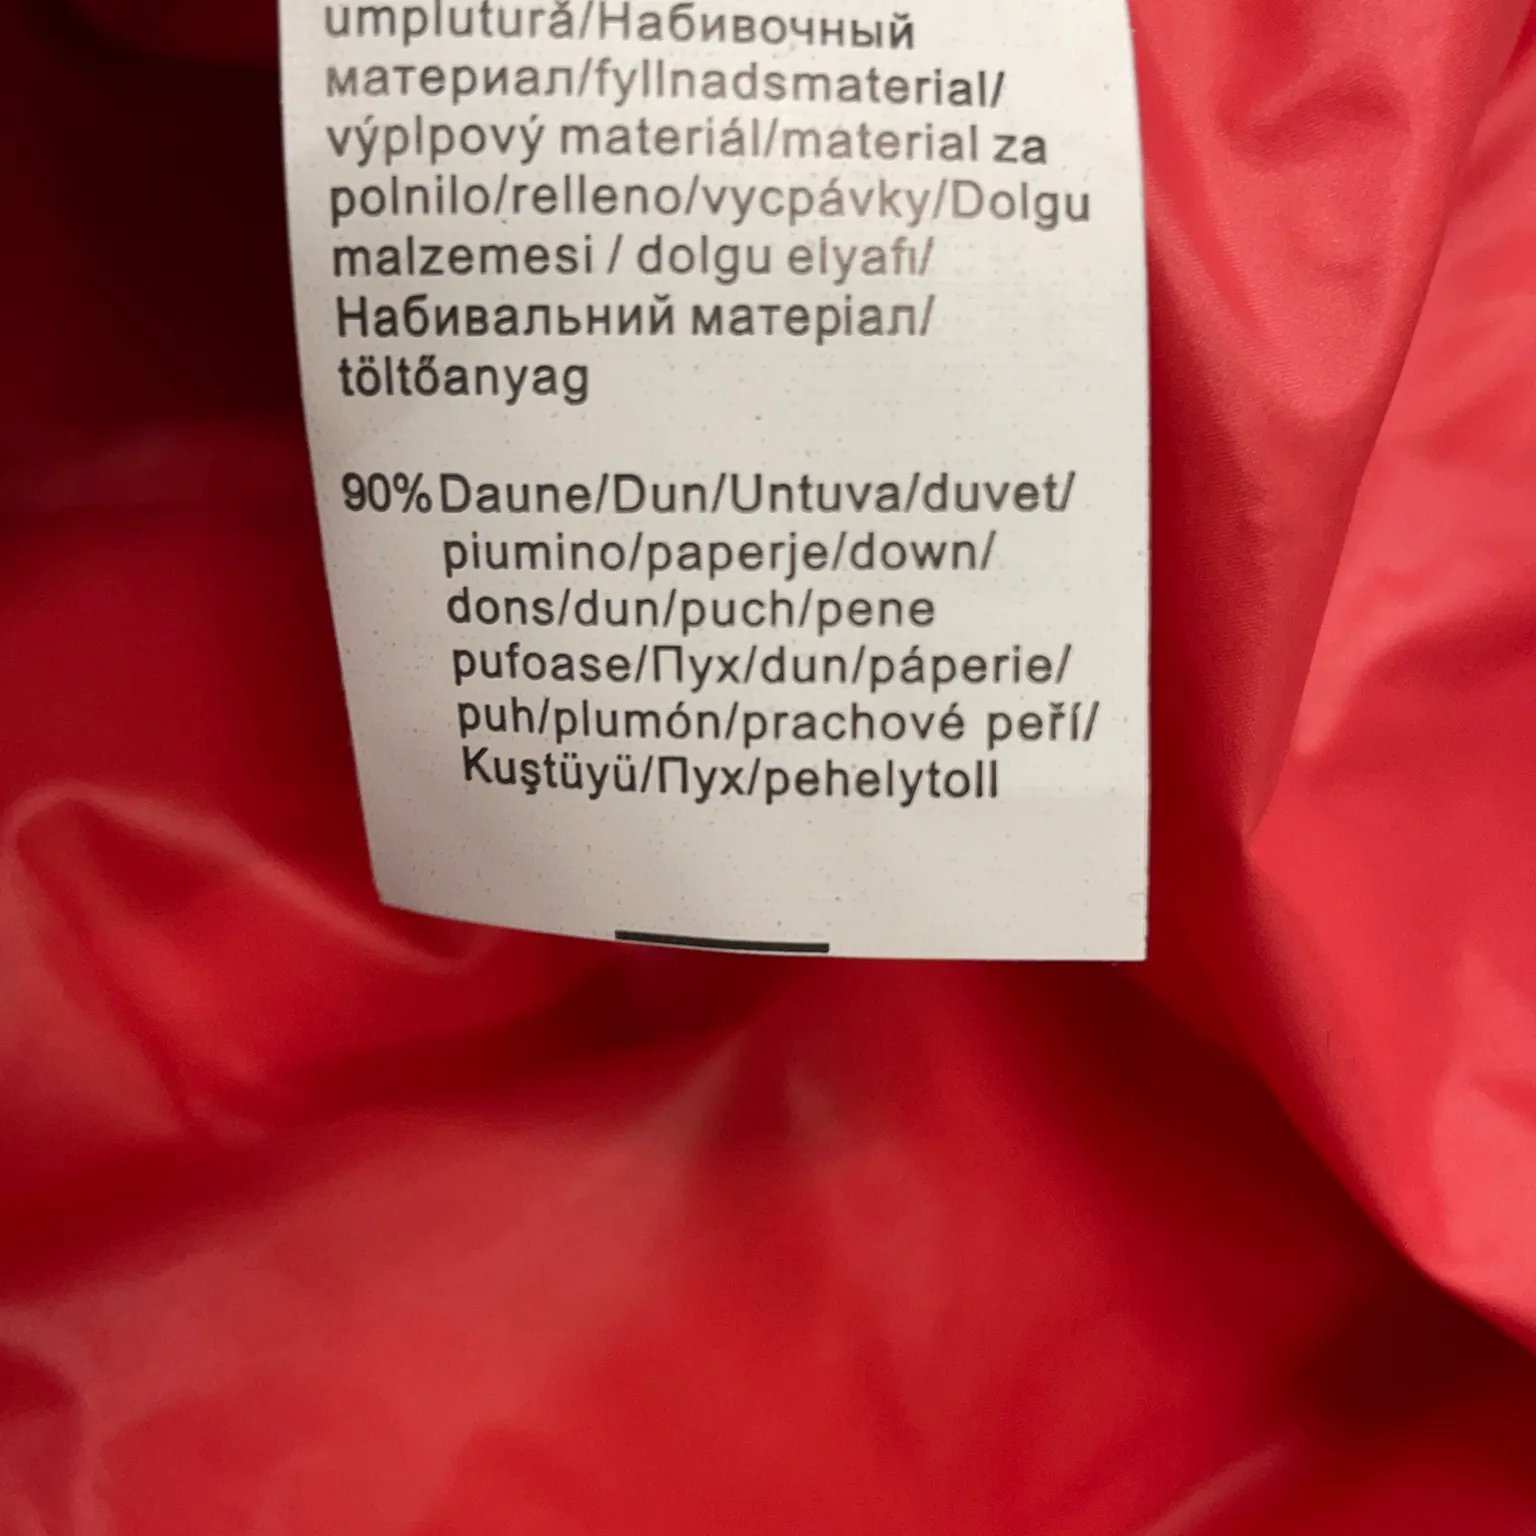 umplutură/Набивочный
материал/fyllnadsmaterial/
výplpový materiál/material za
polnilo/relleno/vycpávky/Dolgu
malzemesi / dolgu elyafı/
Набивальний матеріал/
töltőanyag
90% Daune/Dun/Untuva/duvet/
piumino/paperje/down/
dons/dun/puch/pene
pufoase/Пух/dun/páperie/
puh/plumón/prachové peří/
Kuştüyü/Пух/pehelytoll